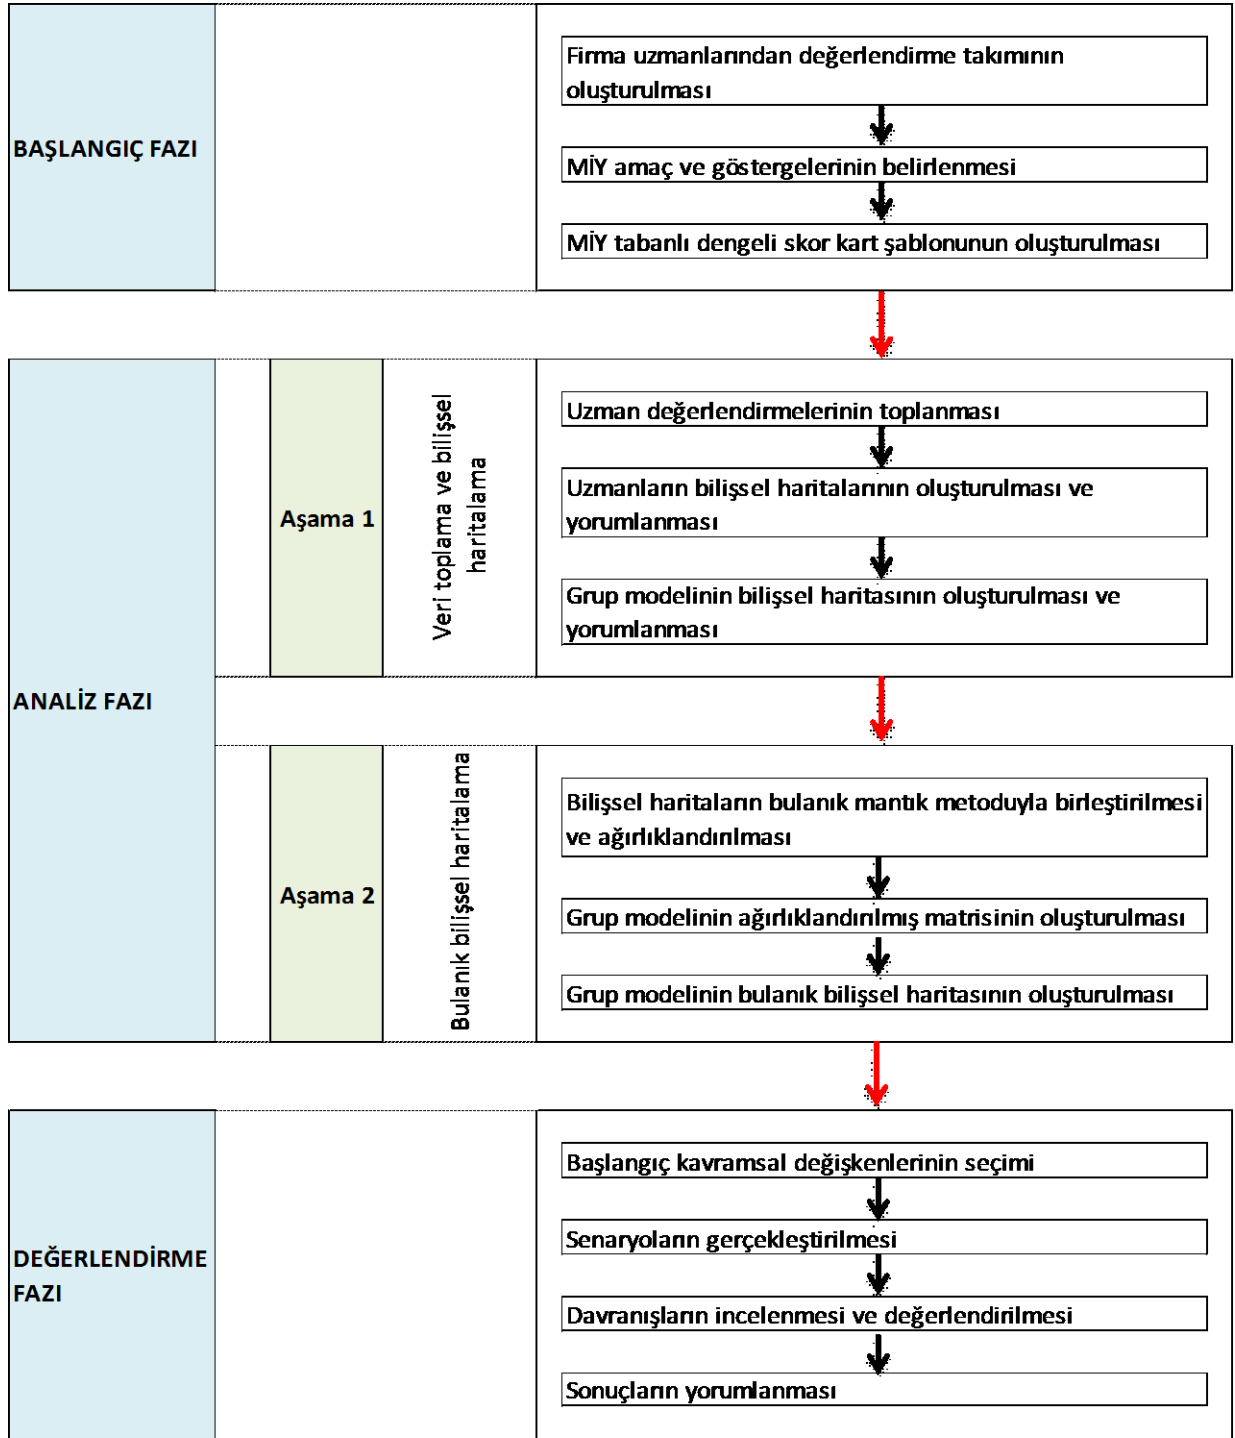 BAŞLANGIÇ FAZI
Firma uzmanlarından değerlendirme takımının
oluşturulması
MİY amaç ve göstergelerinin belirlenmesi
MİY tabanlı dengeli skor kart şablonunun oluşturulması
ANALİZ FAZI
Aşama 1
Veri toplama ve bilişsel
haritalama
Uzman değerlendirmelerinin toplanması
Uzmanların bilişsel haritalarının oluşturulması ve
yorumlanması
Grup modelinin bilişsel haritasının oluşturulması ve
yorumlanması
Aşama 2
Bulanık bilişsel haritalama
Bilişsel haritaların bulanık mantık metoduyla birleştirilmesi
ve ağırlıklandırılması
Grup modelinin ağırlıklandırılmış matrisinin oluşturulması
Grup modelinin bulanık bilişsel haritasının oluşturulması
DEĞERLENDİRME
FAZI
Başlangıç kavramsal değişkenlerinin seçimi
Senaryoların gerçekleştirilmesi
Davranışların incelenmesi ve değerlendirilmesi
Sonuçların yorumlanması